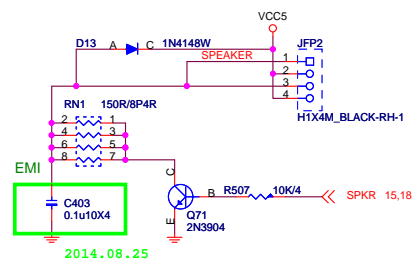 VCC5
D13 A C 1N4148W JFP2
SPEAKER 1
2
3
4
RN1 150R/8P4R H1X4M_BLACK-RH-1
2 1
4 3
6 5
8 7
EMI
C403
0.1u10X4
C
B R507 10K/4 SPKR 15,18
E Q71
2N3904
2014.08.25